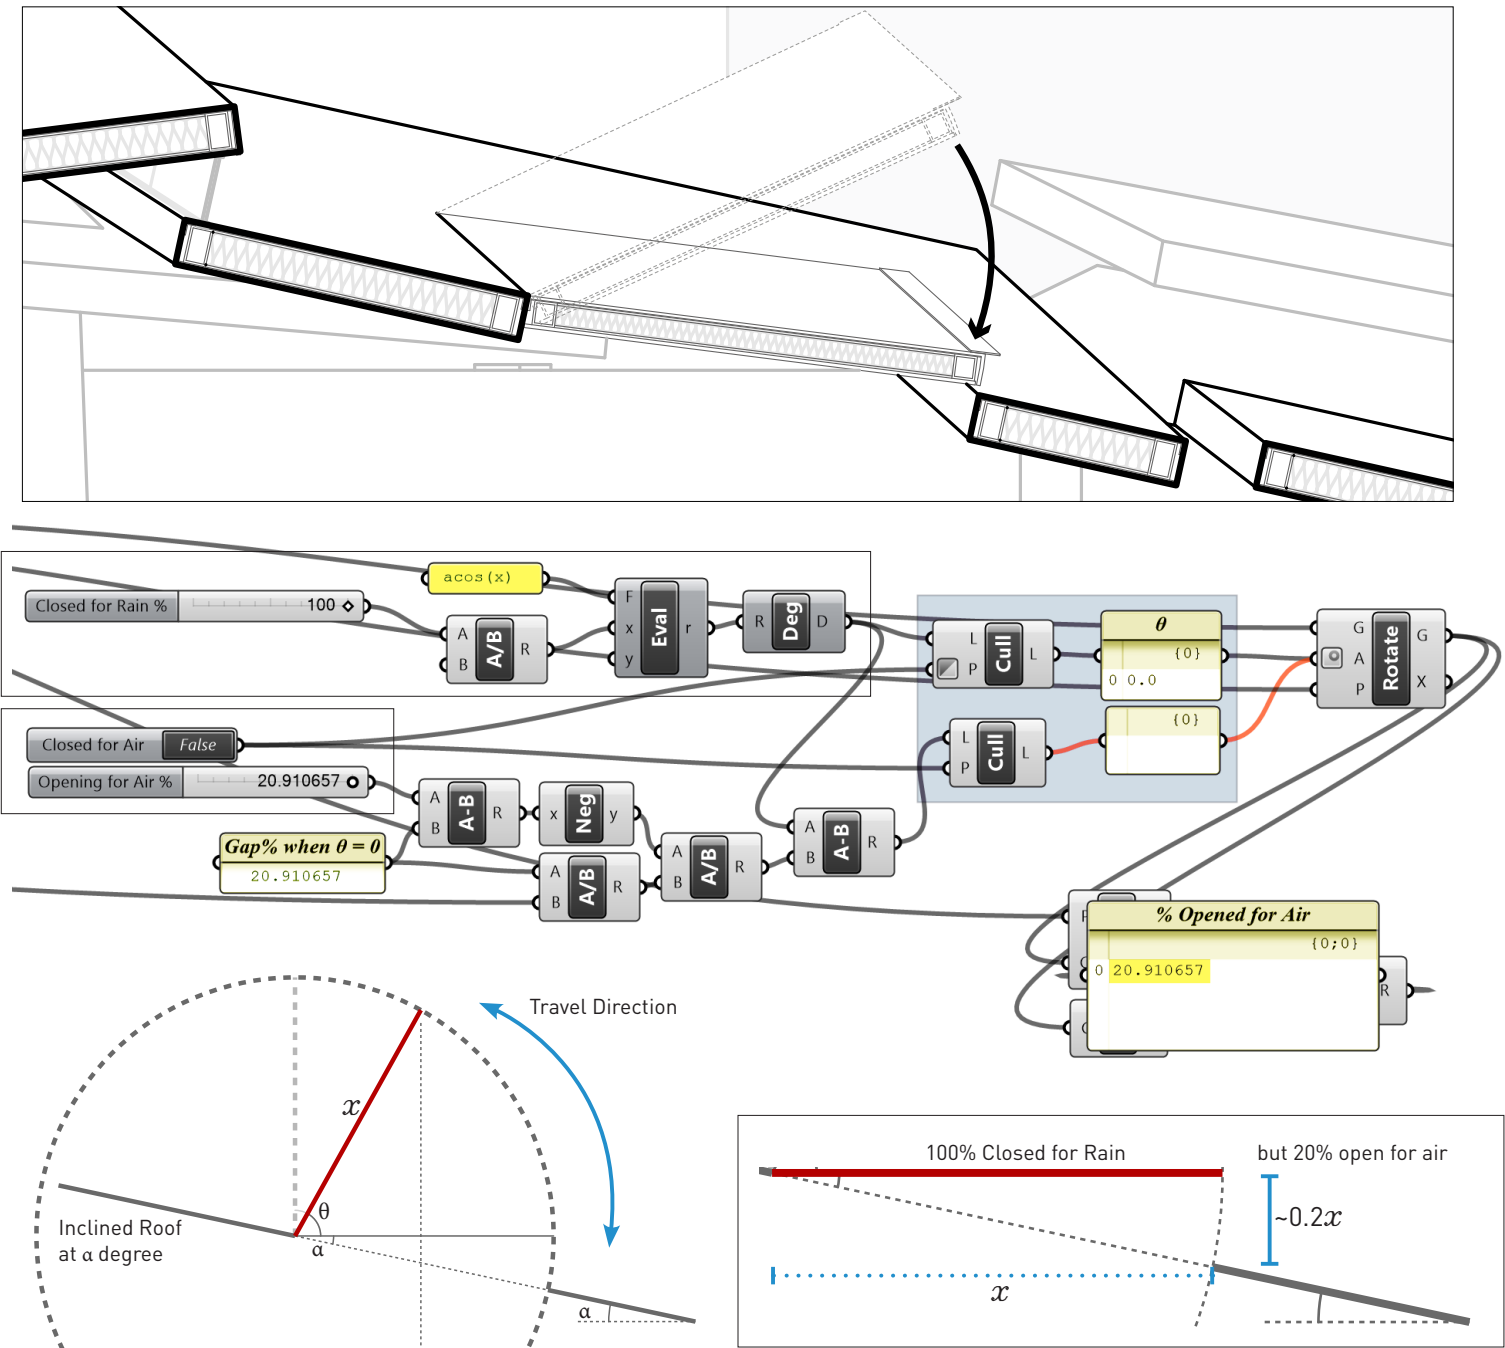 acos(x)
Closed for Rain %
100
A
B
A/B
R
F
x
y
Eval
r
R
Deg
D
L
P
Cull
L
θ
{0}
0 0.0
G
A
P
Rotate
G
X
Closed for Air
False
Opening for Air %
20.910657
L
P
Cull
L
{0}
A
B
A-B
R
x
Neg
y
Gap% when θ = 0
20.910657
A
B
A/B
R
A
B
A/B
R
A
B
A-B
R
% Opened for Air
{0;0}
0 20.910657
R
Travel Direction
x
θ
α
Inclined Roof
at α degree
α
100% Closed for Rain
but 20% open for air
~0.2x
x